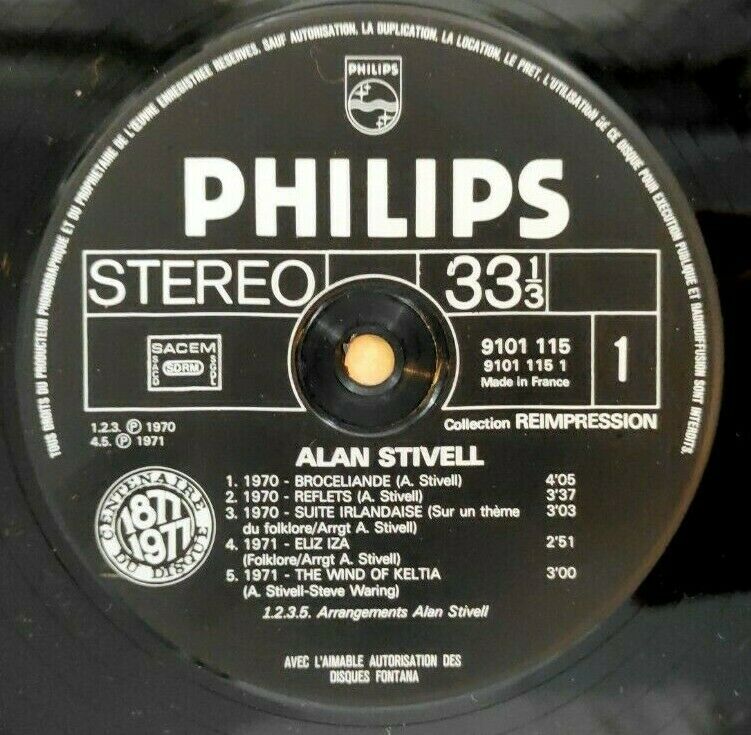 TOUS DROITS DU PRODUCTEUR PHONOGRAPHIQUE ET DU PROPRIETAIRE DE L'ŒUVRE ENREGISTREE RESERVES, SAUF AUTORISATION, LA DUPLICATION, LA LOCATION, LE PRET, L'UTILISATION DE CE DISQUE POUR EXECUTION PUBLIQUE ET RADIODIFFUSION SONT INTERDITS.
PHILIPS
PHILIPS
STEREO 33 1/3
SACEM
SACD SDRM SGDL
9101 115
9101 115 1
Made in France
1
Collection REIMPRESSION
1.2.3. Ⓟ 1970
4.5. Ⓟ 1971
ALAN STIVELL
CENTENAIRE
1877
1977
DU DISQUE
1. 1970 - BROCELIANDE (A. Stivell) 4'05
2. 1970 - REFLETS (A. Stivell) 3'37
3. 1970 - SUITE IRLANDAISE (Sur un thème 3'03
du folklore/Arrgt A. Stivell)
4. 1971 - ELIZ IZA 2'51
(Folklore/Arrgt A. Stivell)
5. 1971 - THE WIND OF KELTIA 3'00
(A. Stivell-Steve Waring)
1.2.3.5. Arrangements Alan Stivell
AVEC L'AIMABLE AUTORISATION DES
DISQUES FONTANA